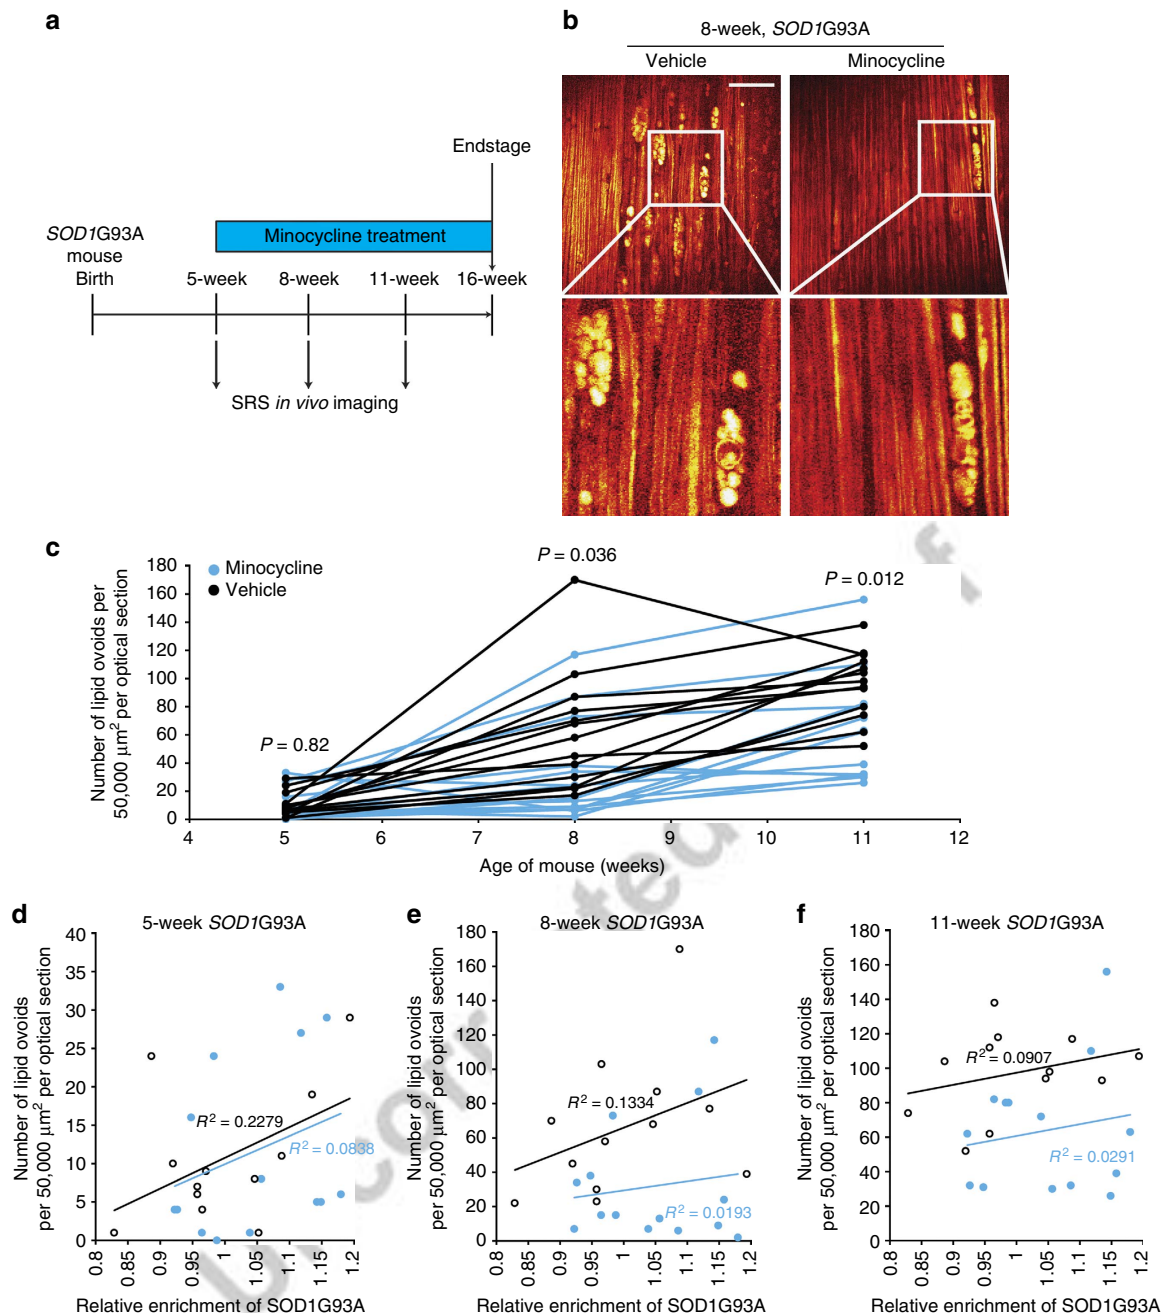 a
Endstage
Minocycline treatment
SOD1G93A
mouse
Birth
5-week
8-week
11-week
16-week
SRS in vivo imaging
b
8-week, SOD1G93A
Vehicle
Minocycline
c
Number of lipid ovoids per
50,000 μm² per optical section
180
160
140
120
100
80
60
40
20
0
Minocycline
Vehicle
P = 0.82
P = 0.036
P = 0.012
4
5
6
7
8
9
10
11
12
Age of mouse (weeks)
d
5-week SOD1G93A
Number of lipid ovoids
per 50,000 μm² per optical section
40
35
30
25
20
15
10
5
0
R² = 0.2279
R² = 0.0838
0.8
0.85
0.9
0.95
1
1.05
1.1
1.15
1.2
Relative enrichment of SOD1G93A
e
8-week SOD1G93A
Number of lipid ovoids
per 50,000 μm² per optical section
180
160
140
120
100
80
60
40
20
0
R² = 0.1334
R² = 0.0193
0.8
0.85
0.9
0.95
1
1.05
1.1
1.15
1.2
Relative enrichment of SOD1G93A
f
11-week SOD1G93A
Number of lipid ovoids
per 50,000 μm² per optical section
180
160
140
120
100
80
60
40
20
0
R² = 0.0907
R² = 0.0291
0.8
0.85
0.9
0.95
1
1.05
1.1
1.15
1.2
Relative enrichment of SOD1G93A